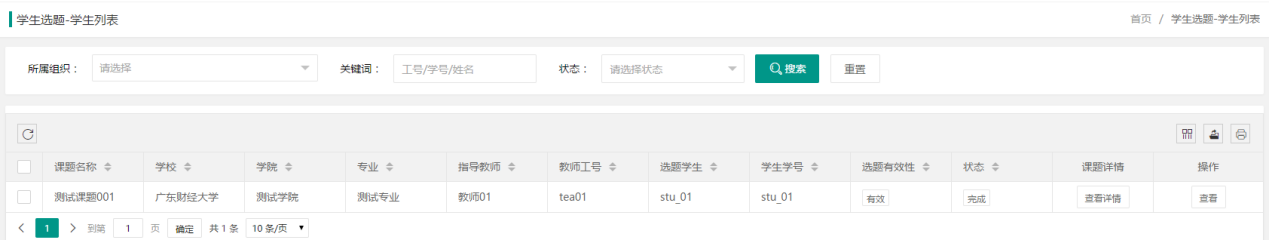 学生选题-学生列表 首页 / 学生选题-学生列表
所属组织： 请选择 关键词： 工号/学号/姓名 状态： 请选择状态 搜索 重置
课题名称 学校 学院 专业 指导教师 教师工号 选题学生 学生学号 选题有效性 状态 课题详情 操作
测试课题001 广东财经大学 测试学院 测试专业 教师01 tea01 stu_01 stu_01 有效 完成 查看详情 查看
1 到第 1 页 确定 共 1 条 10 条/页